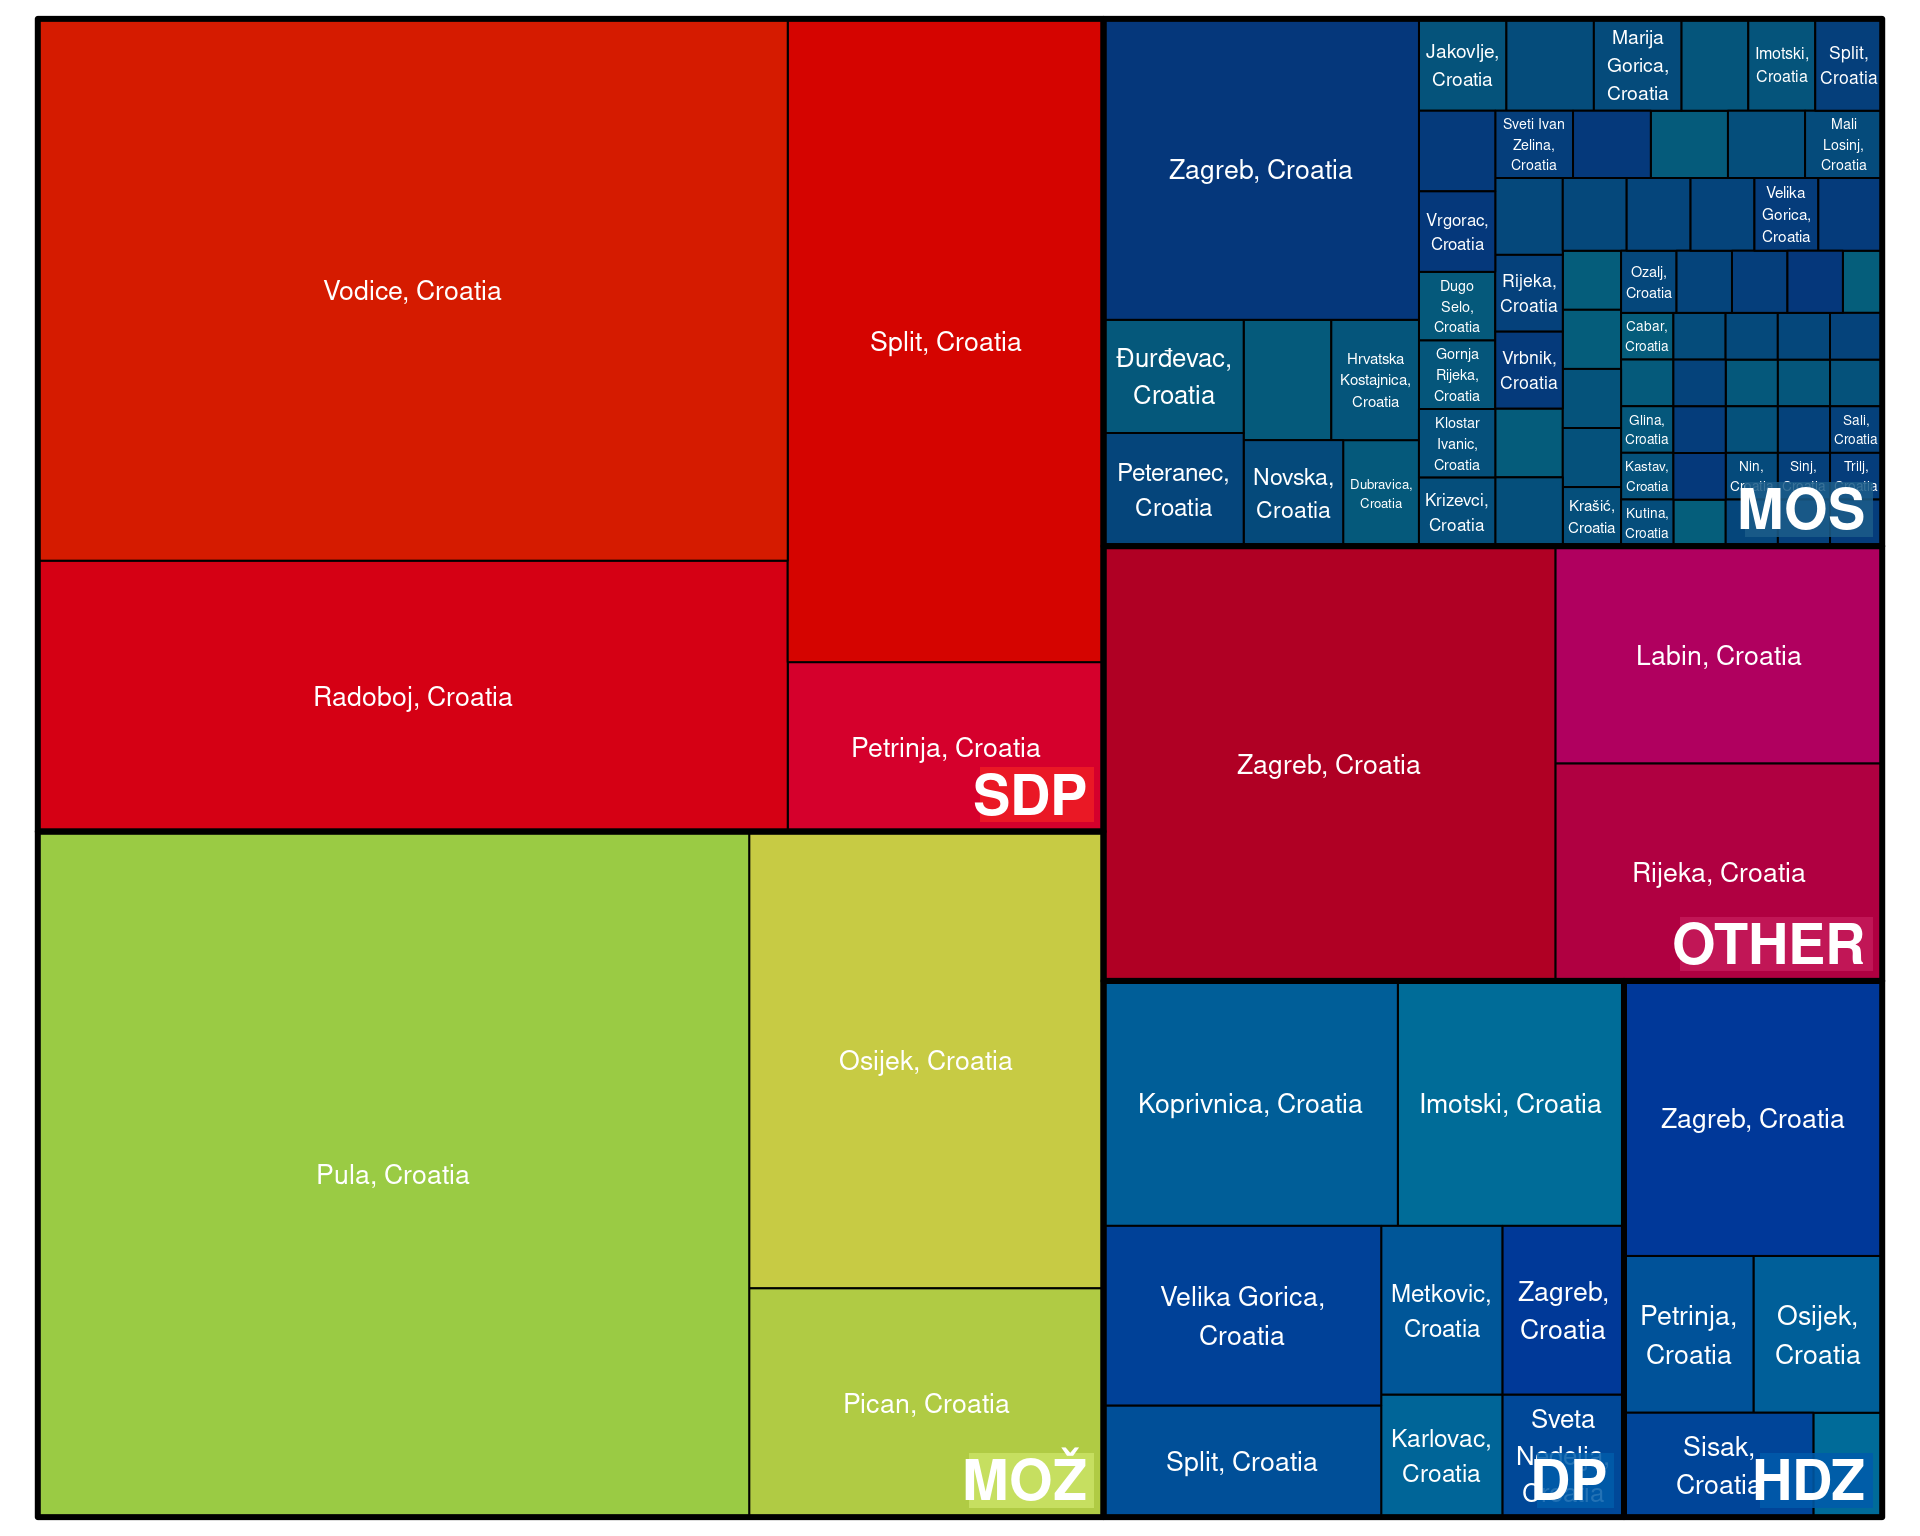 Vodice, Croatia
Split, Croatia
Radoboj, Croatia
Petrinja, Croatia
SDP
Pula, Croatia
Osijek, Croatia
Pican, Croatia
MOŽ
Zagreb, Croatia
Đurđevac,
Croatia
Peteranec,
Croatia
Hrvatska
Kostajnica,
Croatia
Novska,
Croatia
Dubravica,
Croatia
Jakovlje,
Croatia
Marija
Gorica,
Croatia
Imotski,
Croatia
Split,
Croatia
Sveti Ivan
Zelina,
Croatia
Mali
Losinj,
Croatia
Vrgorac,
Croatia
Velika
Gorica,
Croatia
Dugo
Selo,
Croatia
Rijeka,
Croatia
Ozalj,
Croatia
Gornja
Rijeka,
Croatia
Vrbnik,
Croatia
Cabar,
Croatia
Klostar
Ivanic,
Croatia
Glina,
Croatia
Sali,
Croatia
Krizevci,
Croatia
Krašić,
Croatia
Kastav,
Croatia
Nin,
Croatia
Sinj,
Croatia
Trilj,
Croatia
Kutina,
Croatia
MOS
Zagreb, Croatia
Labin, Croatia
Rijeka, Croatia
OTHER
Koprivnica, Croatia
Imotski, Croatia
Velika Gorica,
Croatia
Metkovic,
Croatia
Zagreb,
Croatia
Split, Croatia
Karlovac,
Croatia
Sveta
Nedelja,
Croatia
DP
Zagreb, Croatia
Petrinja,
Croatia
Osijek,
Croatia
Sisak,
Croatia
HDZ